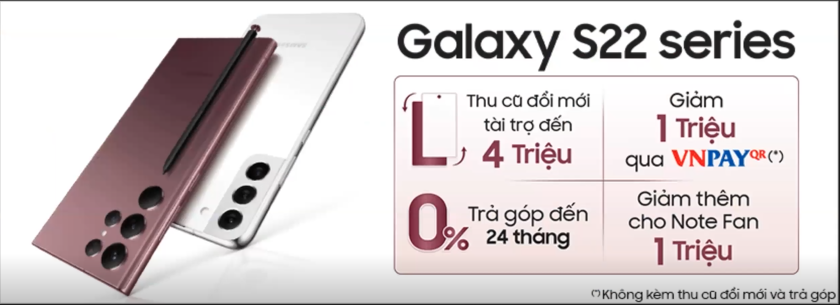 Galaxy S22 series
Thu cũ đổi mới
tài trợ đến
4 Triệu
Giảm
1 Triệu
qua VNPAYQR(*)
0%
Trả góp đến
24 tháng
Giảm thêm
cho Note Fan
1 Triệu
(*)Không kèm thu cũ đổi mới và trả góp